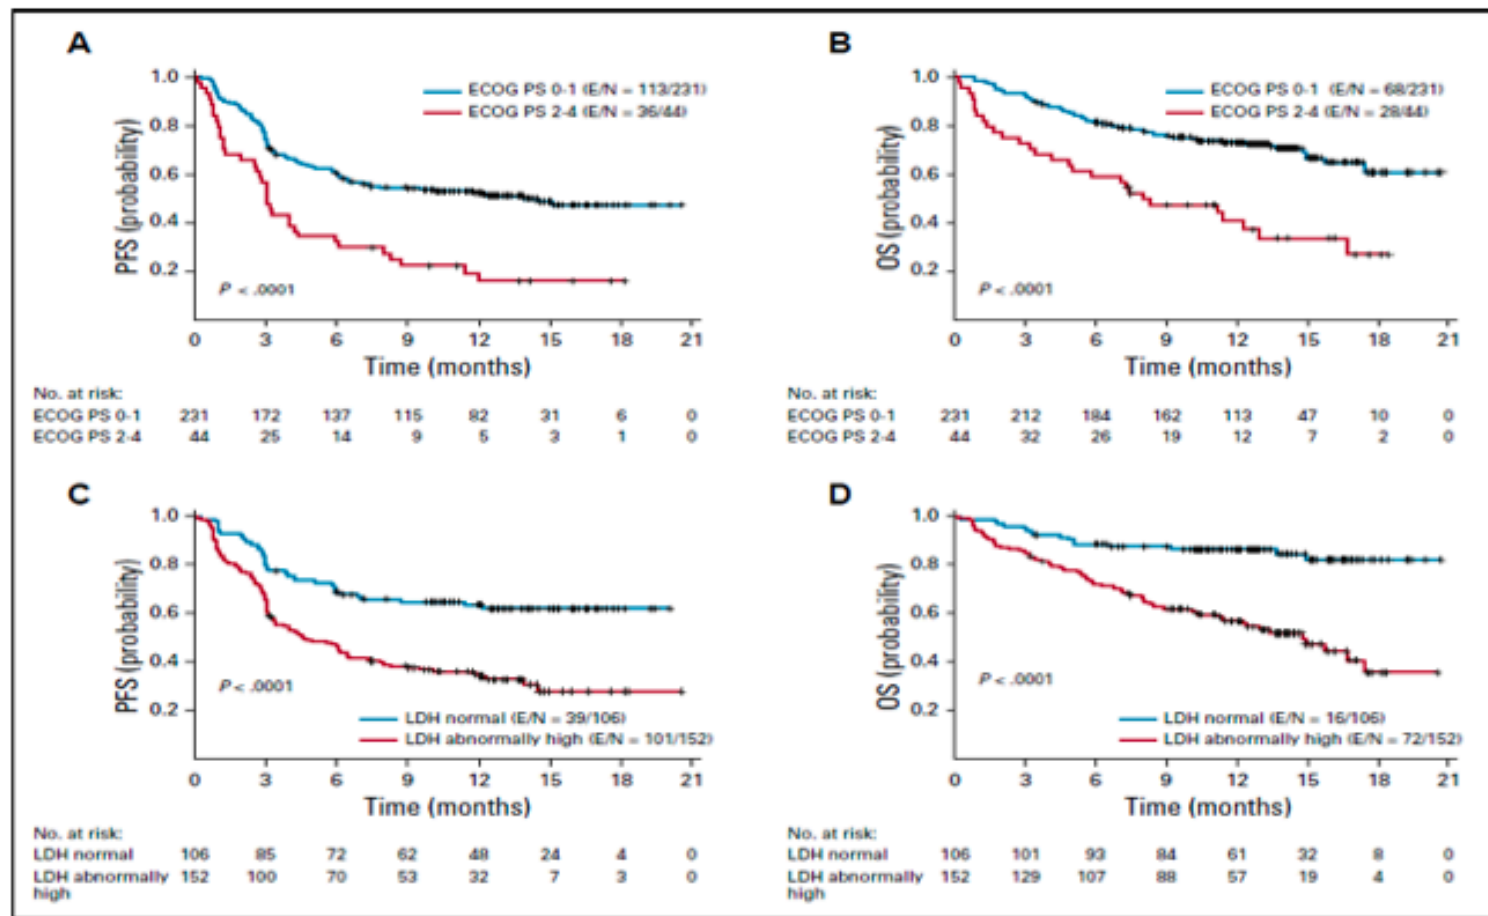 A
1.0
0.8
0.6
0.4
0.2
PFS (probability)
ECOG PS 0-1 (E/N = 113/231)
ECOG PS 2-4 (E/N = 36/44)
P < .0001
0 3 6 9 12 15 18 21
Time (months)
No. at risk:
ECOG PS 0-1 231 172 137 115 82 31 6 0
ECOG PS 2-4 44 25 14 9 5 3 1 0
B
1.0
0.8
0.6
0.4
0.2
OS (probability)
ECOG PS 0-1 (E/N = 68/231)
ECOG PS 2-4 (E/N = 28/44)
P < .0001
0 3 6 9 12 15 18 21
Time (months)
No. at risk:
ECOG PS 0-1 231 212 184 162 113 47 10 0
ECOG PS 2-4 44 32 26 19 12 7 2 0
C
1.0
0.8
0.6
0.4
0.2
PFS (probability)
P < .0001
LDH normal (E/N = 39/106)
LDH abnormally high (E/N = 101/152)
0 3 6 9 12 15 18 21
Time (months)
No. at risk:
LDH normal 106 85 72 62 48 24 4 0
LDH abnormally 152 100 70 53 32 7 3 0
high
D
1.0
0.8
0.6
0.4
0.2
OS (probability)
P < .0001
LDH normal (E/N = 16/106)
LDH abnormally high (E/N = 72/152)
0 3 6 9 12 15 18 21
Time (months)
No. at risk:
LDH normal 106 101 93 84 61 32 8 0
LDH abnormally 152 129 107 88 57 19 4 0
high